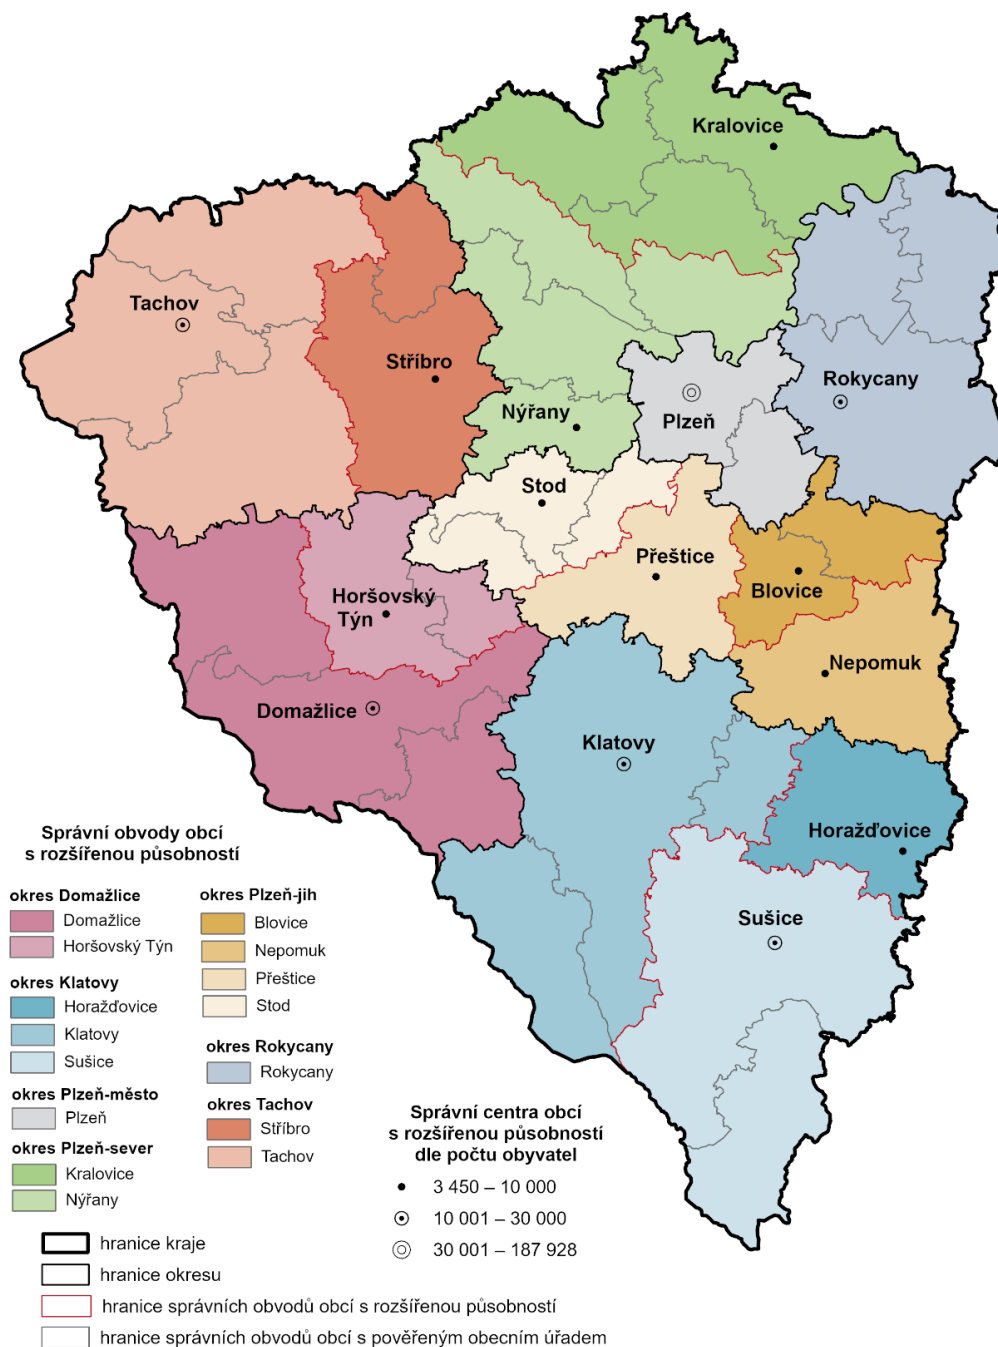 Kralovice
Tachov
Stříbro
Rokycany
Nýřany
Plzeň
Stod
Přeštice
Blovice
Horšovský
Týn
Nepomuk
Domažlice
Klatovy
Horažďovice
Sušice
Správní obvody obcí
s rozšířenou působností
okres Domažlice
Domažlice
Horšovský Týn
okres Klatovy
Horažďovice
Klatovy
Sušice
okres Plzeň-město
Plzeň
okres Plzeň-sever
Kralovice
Nýřany
okres Plzeň-jih
Blovice
Nepomuk
Přeštice
Stod
okres Rokycany
Rokycany
okres Tachov
Stříbro
Tachov
Správní centra obcí
s rozšířenou působností
dle počtu obyvatel
3 450 – 10 000
10 001 – 30 000
30 001 – 187 928
hranice kraje
hranice okresu
hranice správních obvodů obcí s rozšířenou působností
hranice správních obvodů obcí s pověřeným obecním úřadem